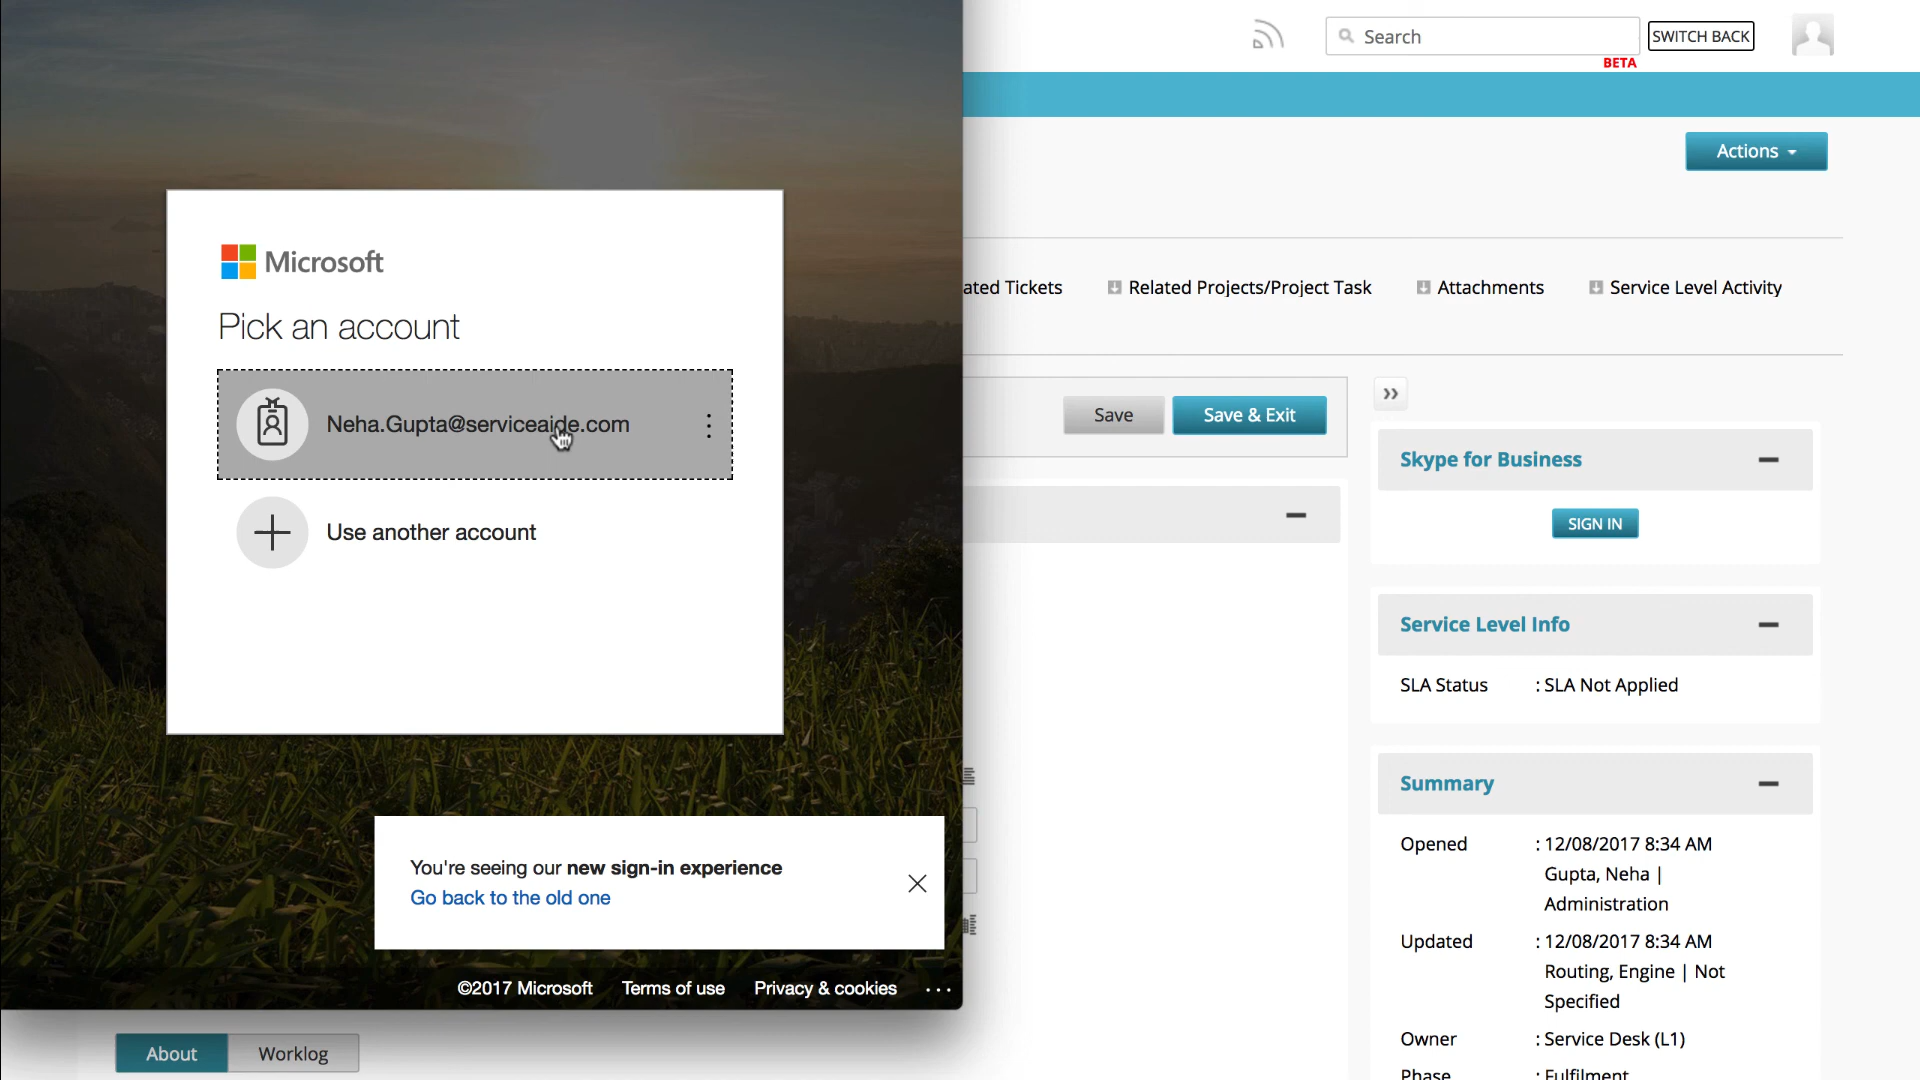 Search
SWITCH BACK
BETA
Actions
Microsoft
Pick an account
Neha.Gupta@serviceaide.com
Use another account
You're seeing our new sign-in experience
Go back to the old one
©2017 Microsoft Terms of use Privacy & cookies ...
ated Tickets Related Projects/Project Task Attachments Service Level Activity
Save Save & Exit
Skype for Business
SIGN IN
Service Level Info
SLA Status : SLA Not Applied
Summary
Opened : 12/08/2017 8:34 AM
Gupta, Neha |
Administration
Updated : 12/08/2017 8:34 AM
Routing, Engine | Not
Specified
Owner : Service Desk (L1)
Phase : Fulfilment
About Worklog